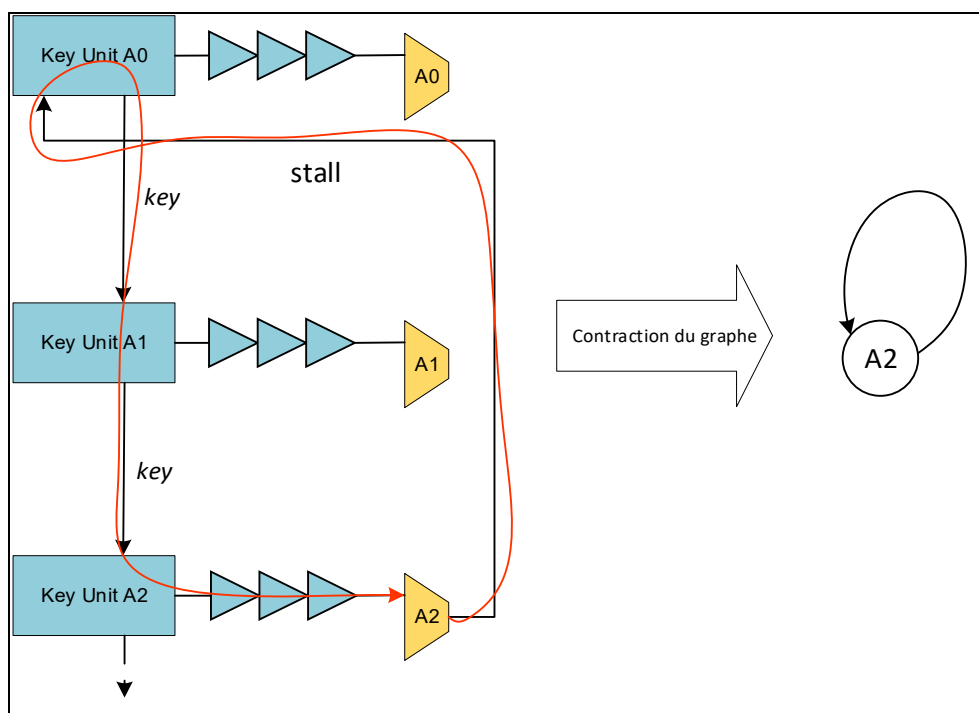 Key Unit A0
A0
stall
key
Key Unit A1
A1
Contraction du graphe
A2
key
Key Unit A2
A2